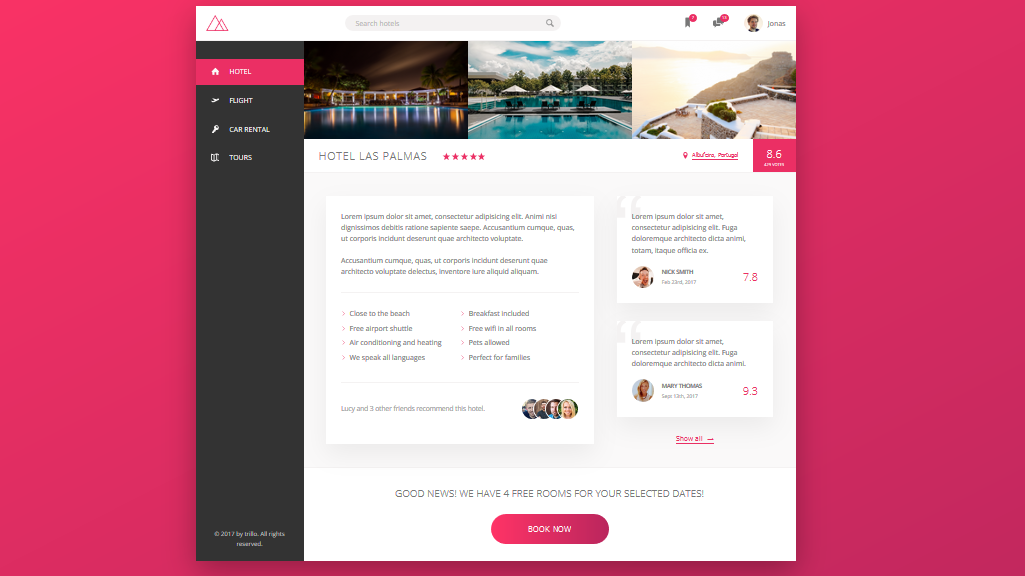 Search hotels
jonas
HOTEL
FLIGHT
CAR RENTAL
TOURS
HOTEL LAS PALMAS
Albufeira, Portugal
8.6
429 votes
Lorem ipsum dolor sit amet, consectetur adipisicing elit. Animi nisi
dignissimos debitis ratione sapiente saepe. Accusantium cumque, quas,
ut corporis incidunt deserunt quae architecto voluptate.
Accusantium cumque, quas, ut corporis incidunt deserunt quae
architecto voluptate delectus, inventore iure aliquid aliquam.
Close to the beach
Free airport shuttle
Air conditioning and heating
We speak all languages
Breakfast included
Free wifi in all rooms
Pets allowed
Perfect for families
Lucy and 3 other friends recommend this hotel.
“
Lorem ipsum dolor sit amet,
consectetur adipisicing elit. Fuga
doloremque architecto dicta animi,
totam, itaque officia ex.
NICK SMITH
Feb 23rd, 2017
7.8
“
Lorem ipsum dolor sit amet,
consectetur adipisicing elit. Fuga
doloremque architecto dicta animi.
MARY THOMAS
Sept 13th, 2017
9.3
Show all →
GOOD NEWS! WE HAVE 4 FREE ROOMS FOR YOUR SELECTED DATES!
BOOK NOW
© 2017 by trillo. All rights
reserved.